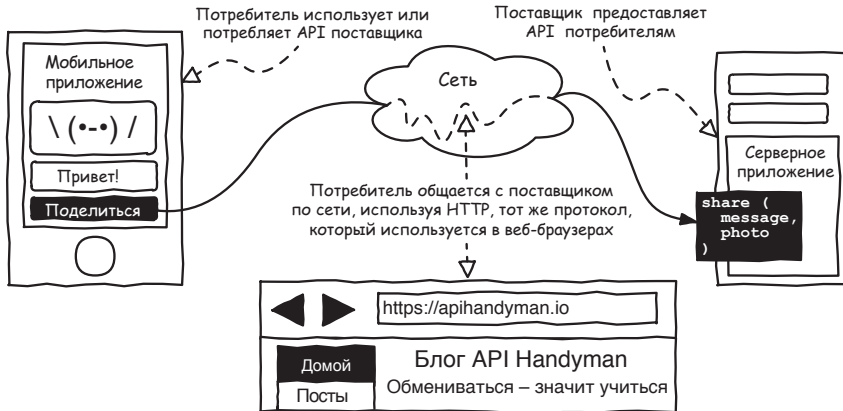 Потребитель использует или
потребляет API поставщика
Поставщик предоставляет
API потребителям
Мобильное
приложение
\ (•-•) /
Привет!
Поделиться
Сеть
Серверное
приложение
share (
message,
photo
)
Потребитель общается с поставщиком
по сети, используя HTTP, тот же протокол,
который используется в веб-браузерах
https://apihandyman.io
Домой
Посты
Блог API Handyman
Обмениваться – значит учиться